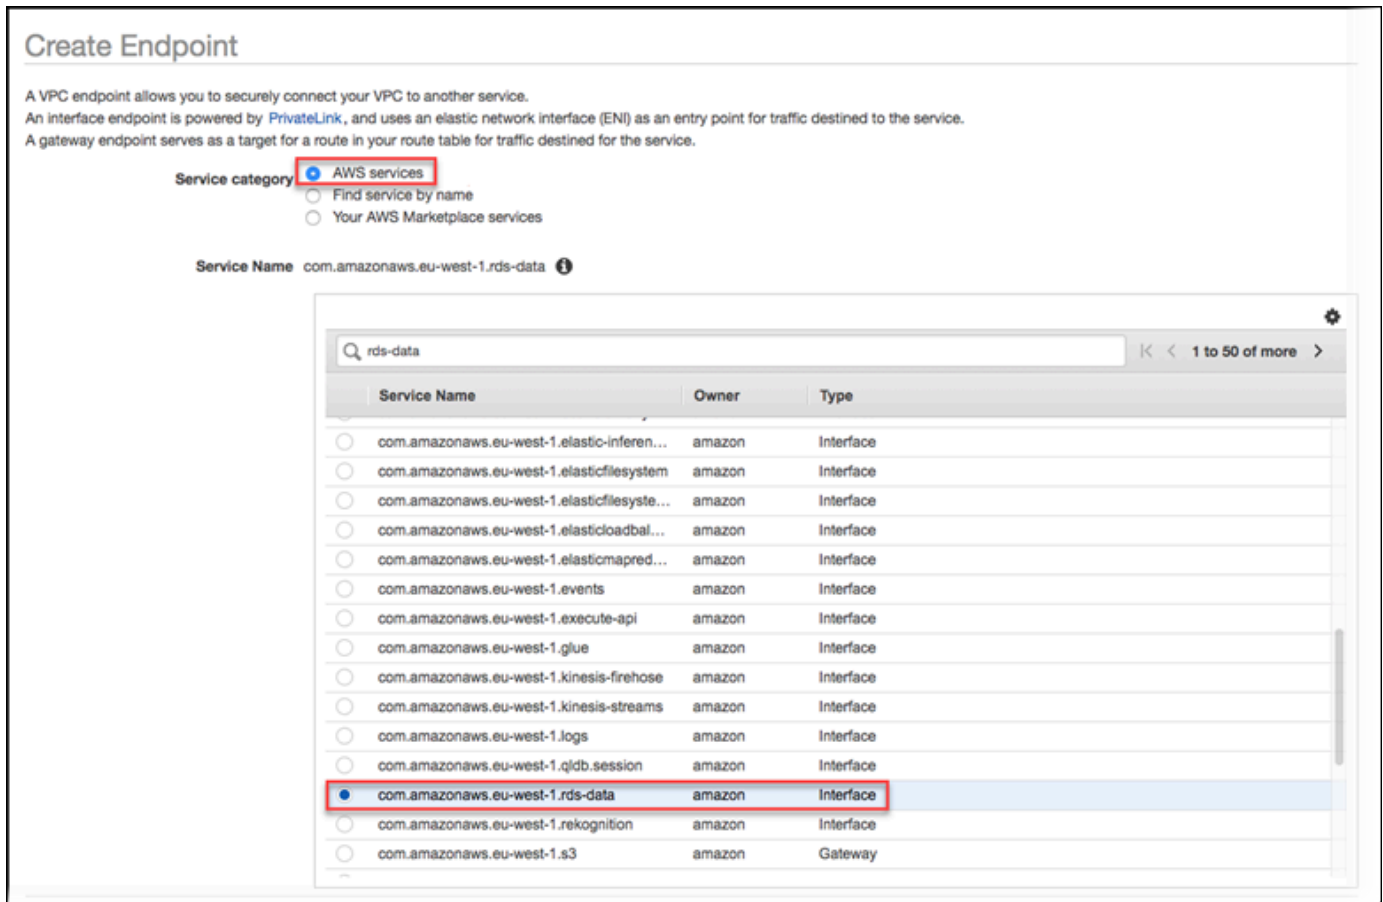 Create Endpoint
A VPC endpoint allows you to securely connect your VPC to another service.
An interface endpoint is powered by PrivateLink, and uses an elastic network interface (ENI) as an entry point for traffic destined to the service.
A gateway endpoint serves as a target for a route in your route table for traffic destined for the service.
Service category AWS services
Find service by name
Your AWS Marketplace services
Service Name com.amazonaws.eu-west-1.rds-data
rds-data 1 to 50 of more
Service Name Owner Type
com.amazonaws.eu-west-1.elastic-inferen... amazon Interface
com.amazonaws.eu-west-1.elasticfilesystem amazon Interface
com.amazonaws.eu-west-1.elasticfilesyste... amazon Interface
com.amazonaws.eu-west-1.elasticloadbal... amazon Interface
com.amazonaws.eu-west-1.elasticmapred... amazon Interface
com.amazonaws.eu-west-1.events amazon Interface
com.amazonaws.eu-west-1.execute-api amazon Interface
com.amazonaws.eu-west-1.glue amazon Interface
com.amazonaws.eu-west-1.kinesis-firehose amazon Interface
com.amazonaws.eu-west-1.kinesis-streams amazon Interface
com.amazonaws.eu-west-1.logs amazon Interface
com.amazonaws.eu-west-1.qldb.session amazon Interface
com.amazonaws.eu-west-1.rds-data amazon Interface
com.amazonaws.eu-west-1.rekognition amazon Interface
com.amazonaws.eu-west-1.s3 amazon Gateway